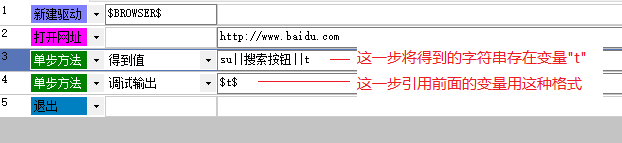 1 新建驱动 $BROWSER$
2 打开网址 http://www.baidu.com
3 单步方法 得到值 su||搜索按钮||t 这一步将得到的字符串存在变量"t"
4 单步方法 调试输出 $t$ 这一步引用前面的变量用这种格式
5 退出